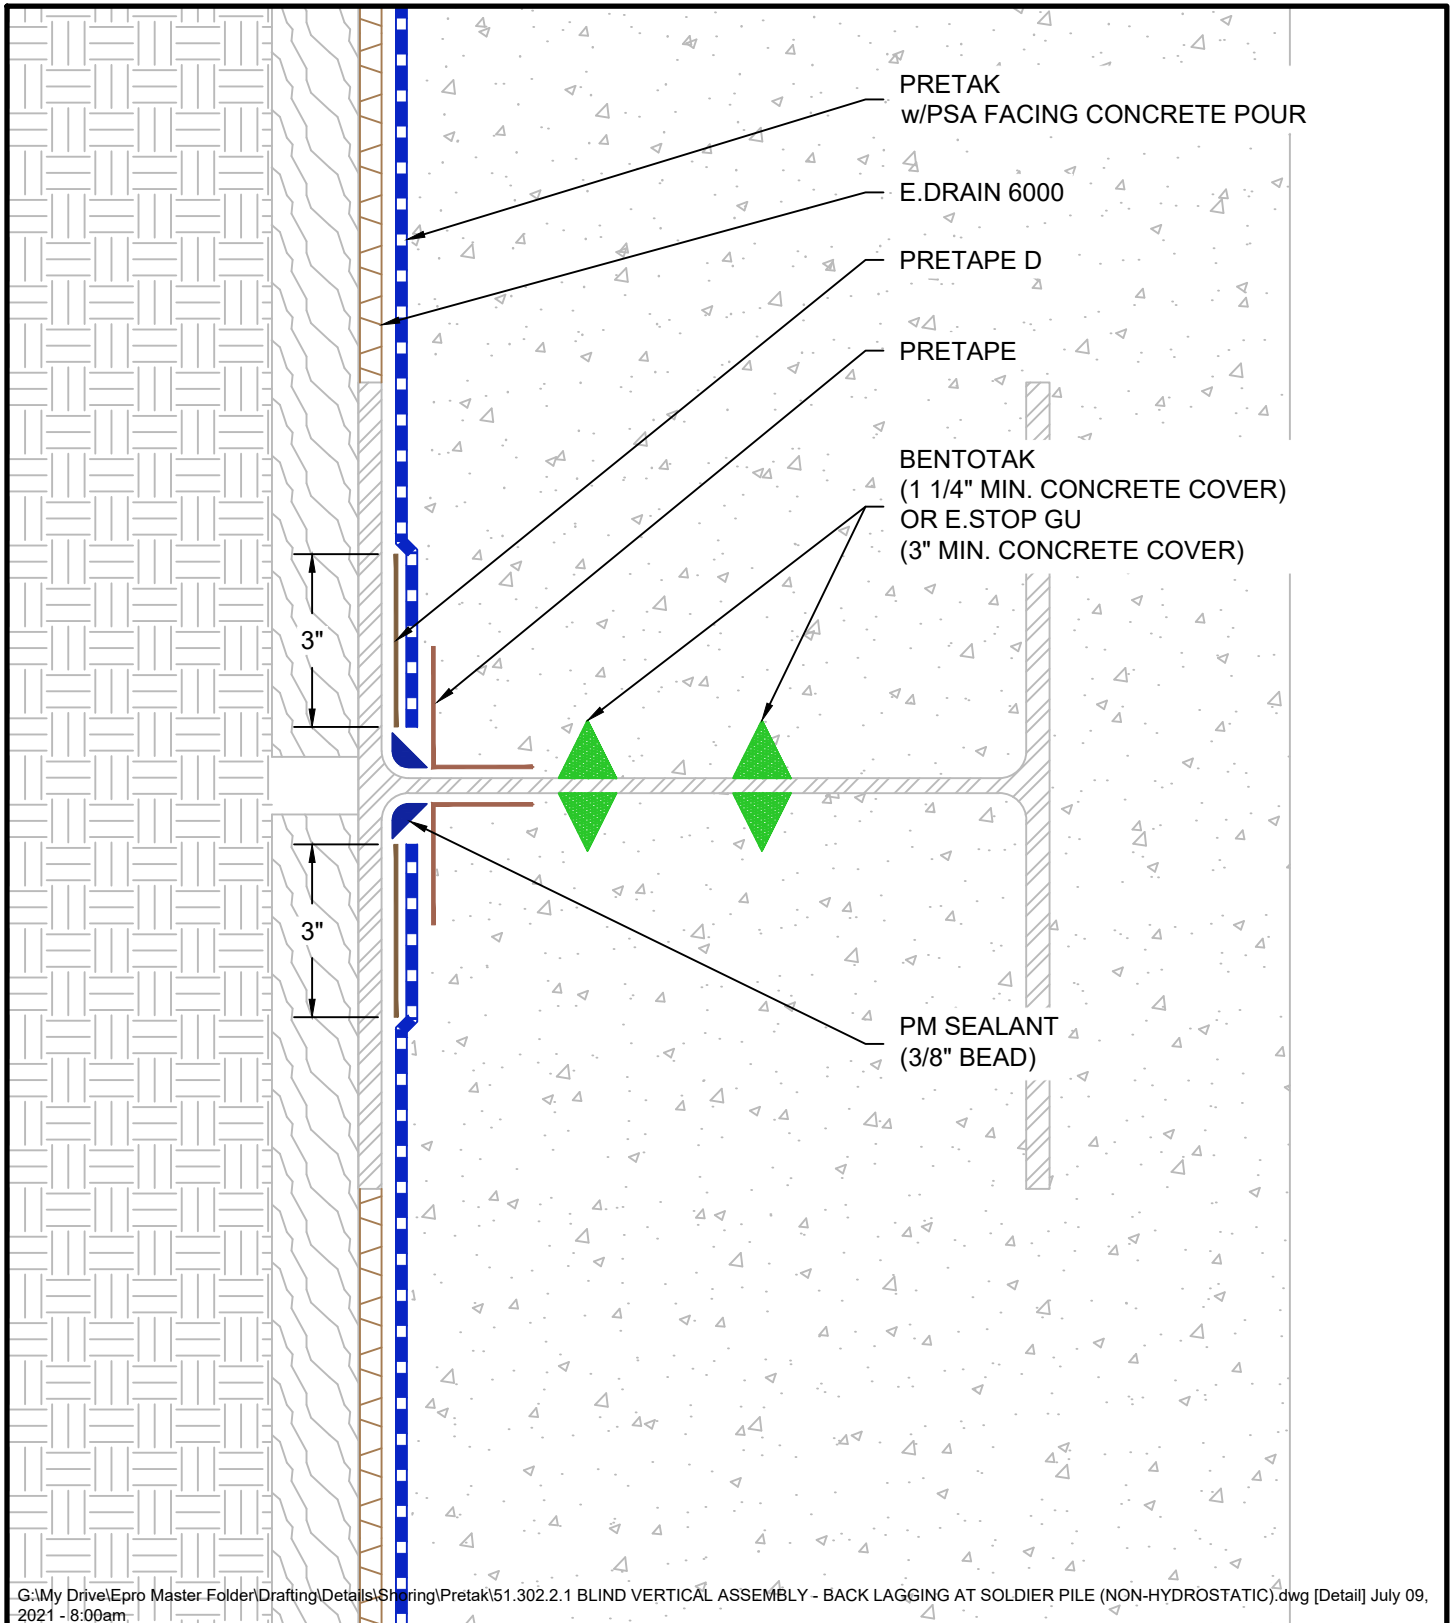 PRETAK
w/PSA FACING CONCRETE POUR
E.DRAIN 6000
PRETAPE D
PRETAPE
BENTOTAK
(1 1/4" MIN. CONCRETE COVER)
OR E.STOP GU
(3" MIN. CONCRETE COVER)
3"
3"
PM SEALANT
(3/8" BEAD)
G:\My Drive\Epro Master Folder\Drafting\Details\Shoring\Pretak\51.302.2.1 BLIND VERTICAL ASSEMBLY - BACK LAGGING AT SOLDIER PILE (NON-HYDROSTATIC).dwg [Detail] July 09,
2021 - 8:00am